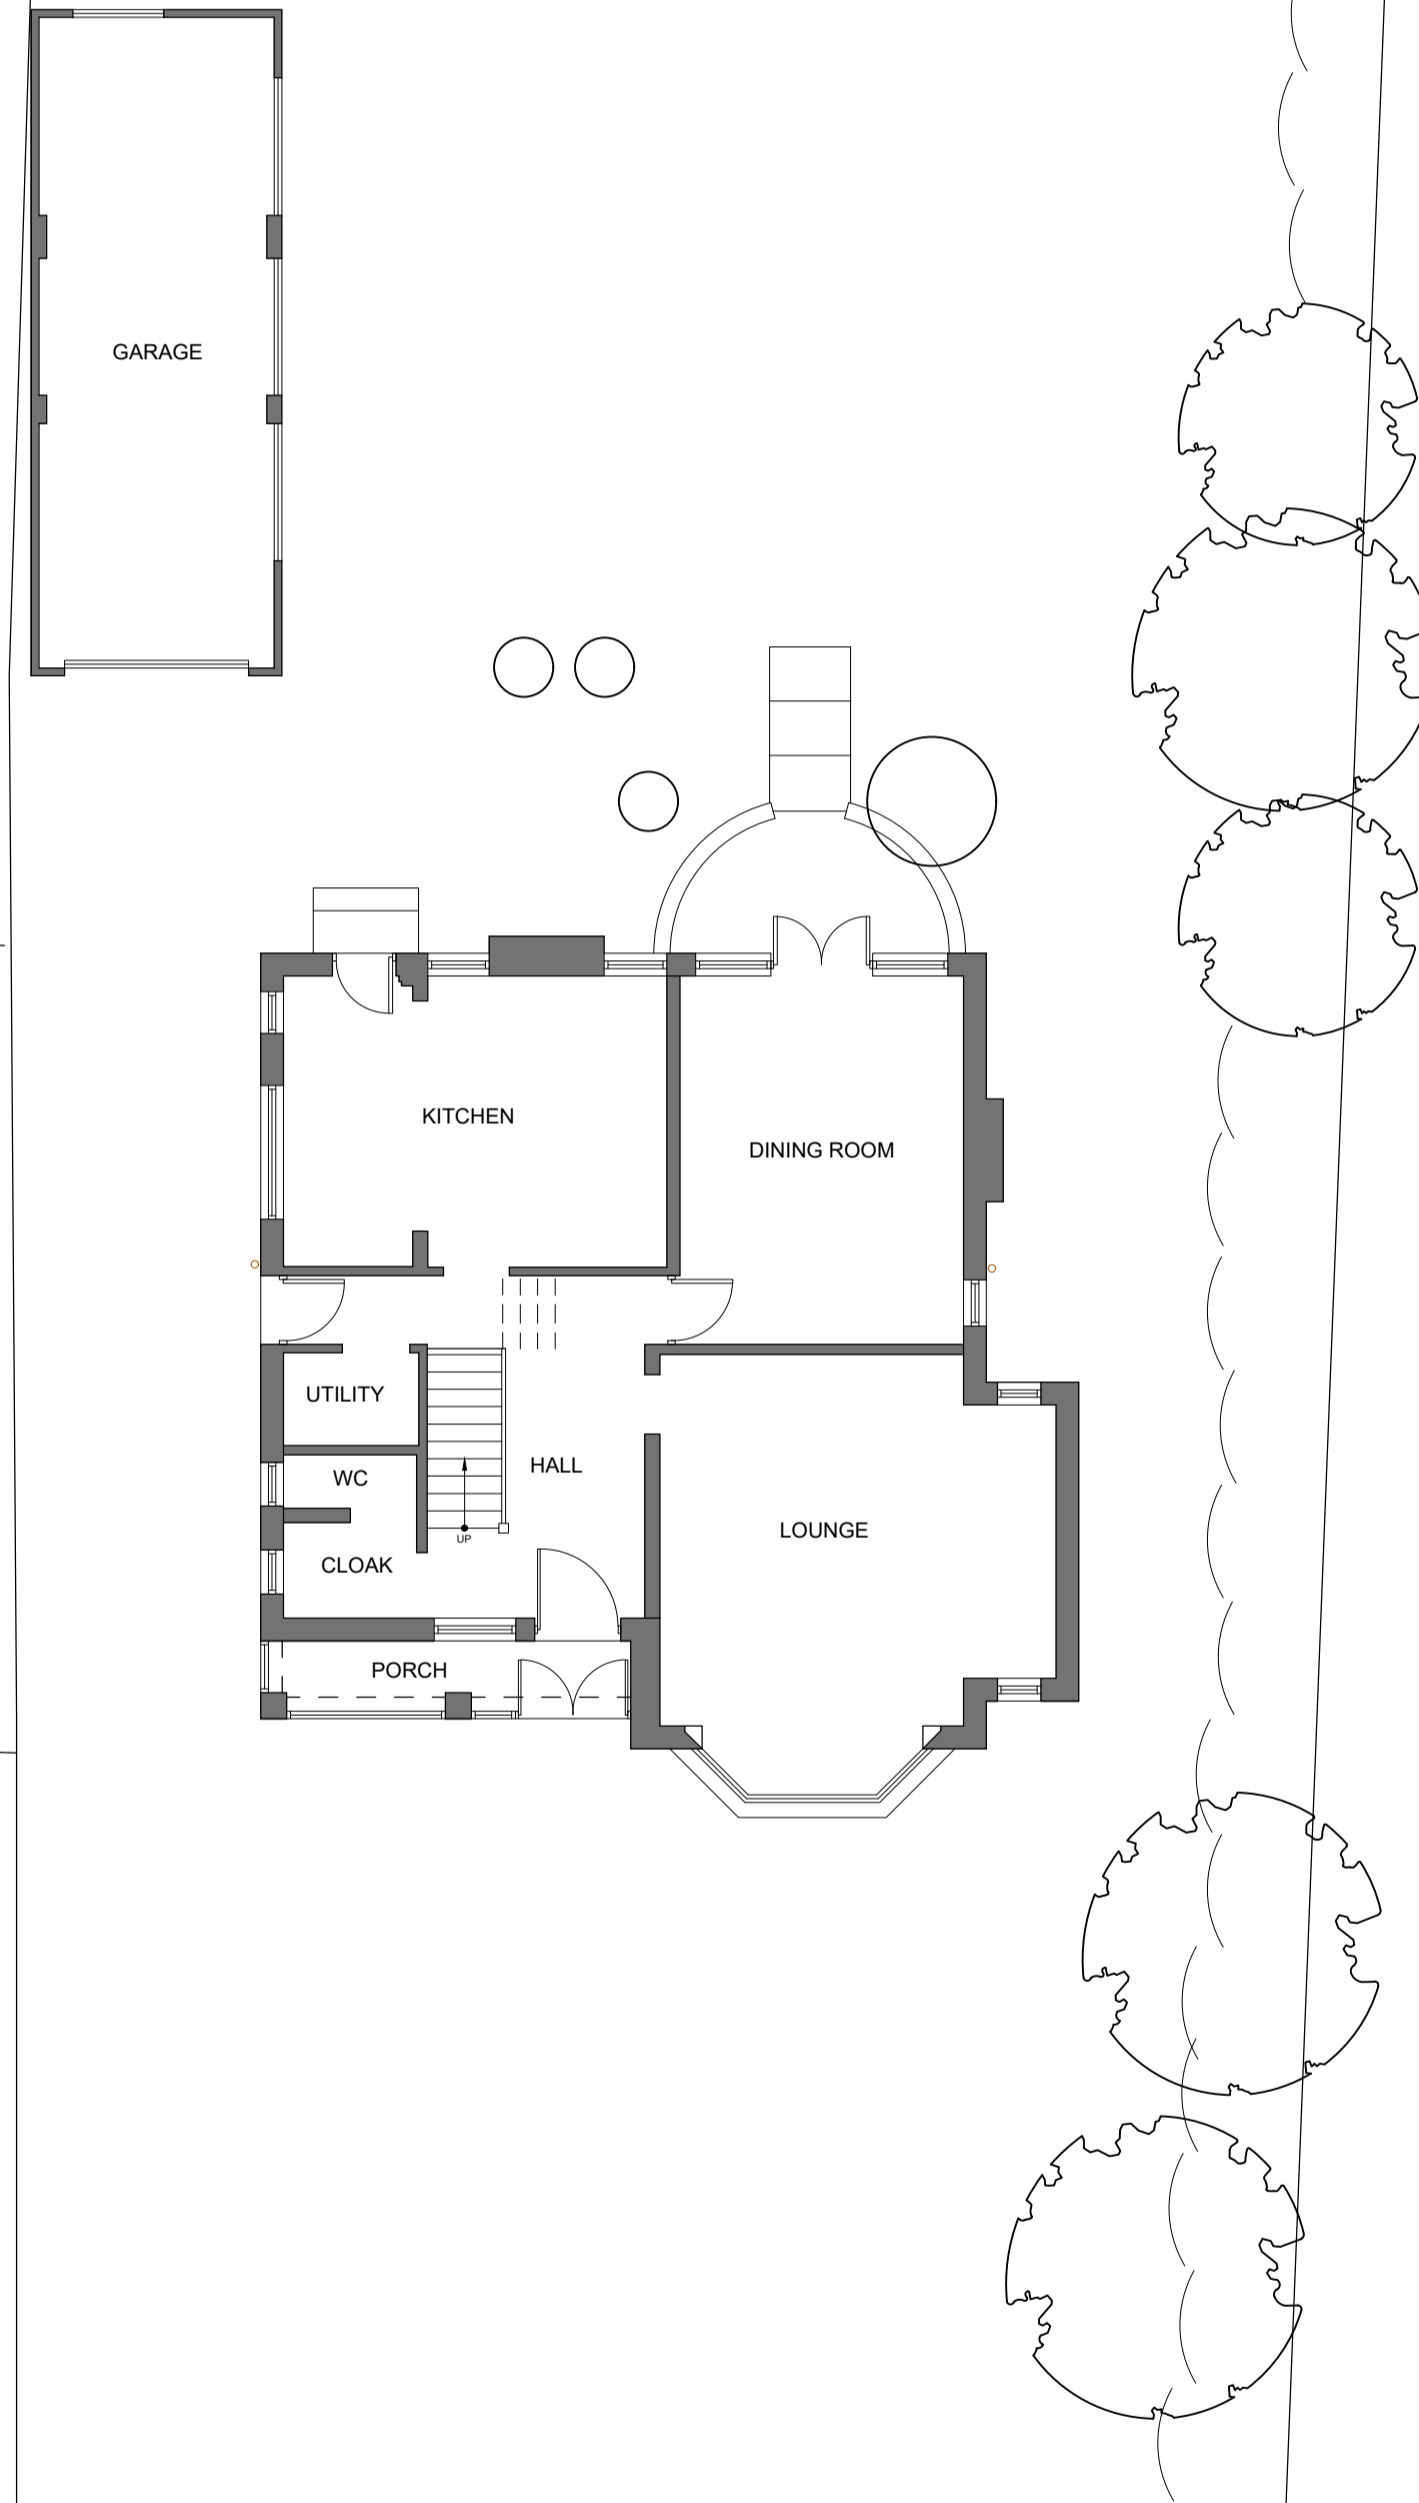 GARAGE
KITCHEN
DINING ROOM
UTILITY
HALL
WC
LOUNGE
UP
CLOAK
PORCH